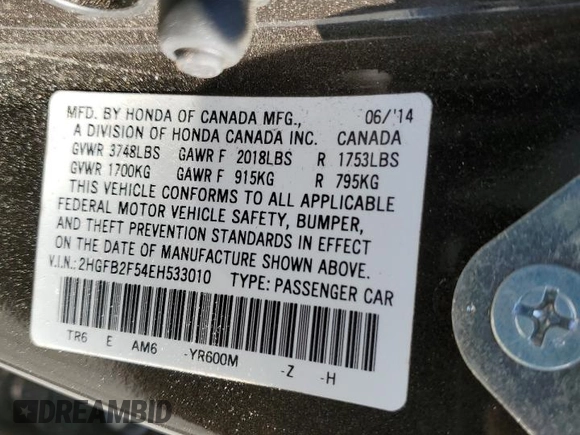 MFD. BY HONDA OF CANADA MFG., 06/'14
A DIVISION OF HONDA CANADA INC. CANADA
GVWR 3748LBS GAWR F 2018LBS R 1753LBS
GVWR 1700KG GAWR F 915KG R 795KG
THIS VEHICLE CONFORMS TO ALL APPLICABLE
FEDERAL MOTOR VEHICLE SAFETY, BUMPER,
AND THEFT PREVENTION STANDARDS IN EFFECT
ON THE DATE OF MANUFACTURE SHOWN ABOVE.
V.I.N.: 2HGFB2F54EH533010 TYPE: PASSENGER CAR
TR6 E AM6 -YR600M -Z -H
DREAMBID